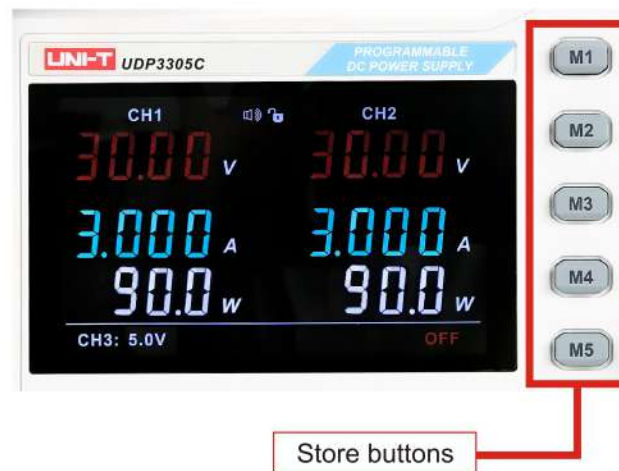 UNI-T UDP3305C
PROGRAMMABLE
DC POWER SUPPLY
CH1 CH2
30.00 V 30.00 V
3.000 A 3.000 A
90.0 W 90.0 W
CH3: 5.0V OFF
M1
M2
M3
M4
M5
Store buttons